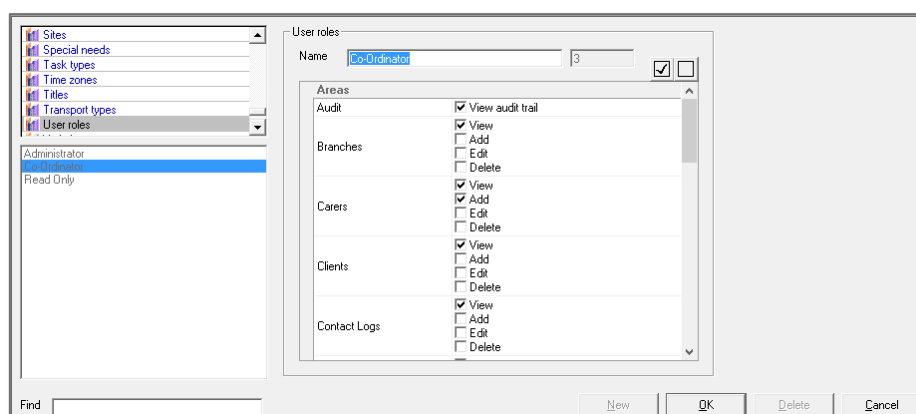 Sites
Special needs
Task types
Time zones
Titles
Transport types
User roles
Administrator
Co-Ordinator
Read Only
Find
User roles
Name Co-Ordinator 3
Areas
Audit View audit trail
Branches View
Add
Edit
Delete
Carers View
Add
Edit
Delete
Clients View
Add
Edit
Delete
Contact Logs View
Add
Edit
Delete
New OK Delete Cancel